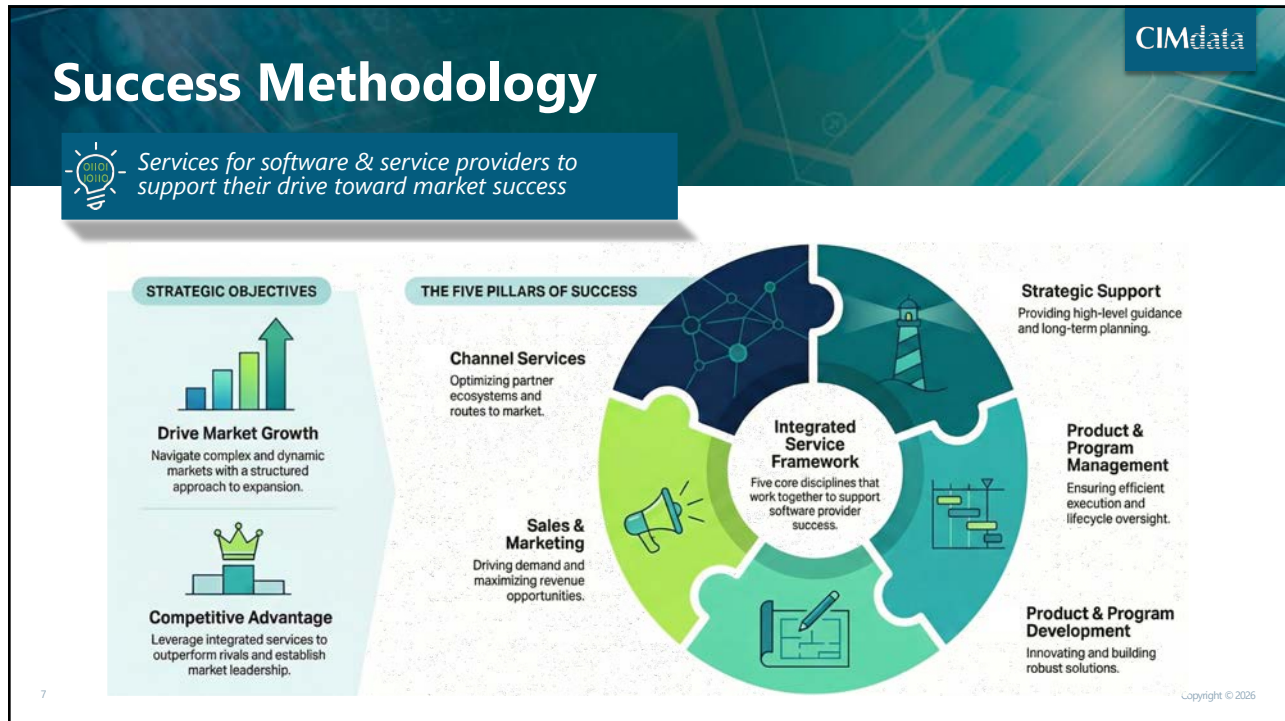 CIMdata
Success Methodology
01101
10110
Services for software & service providers to
support their drive toward market success
STRATEGIC OBJECTIVES
Drive Market Growth
Navigate complex and dynamic
markets with a structured
approach to expansion.
Competitive Advantage
Leverage integrated services to
outperform rivals and establish
market leadership.
THE FIVE PILLARS OF SUCCESS
Channel Services
Optimizing partner
ecosystems and
routes to market.
Sales &
Marketing
Driving demand and
maximizing revenue
opportunities.
Integrated
Service
Framework
Five core disciplines that
work together to support
software provider
success.
Strategic Support
Providing high-level guidance
and long-term planning.
Product &
Program
Management
Ensuring efficient
execution and
lifecycle oversight.
Product & Program
Development
Innovating and building
robust solutions.
7
Copyright © 2026